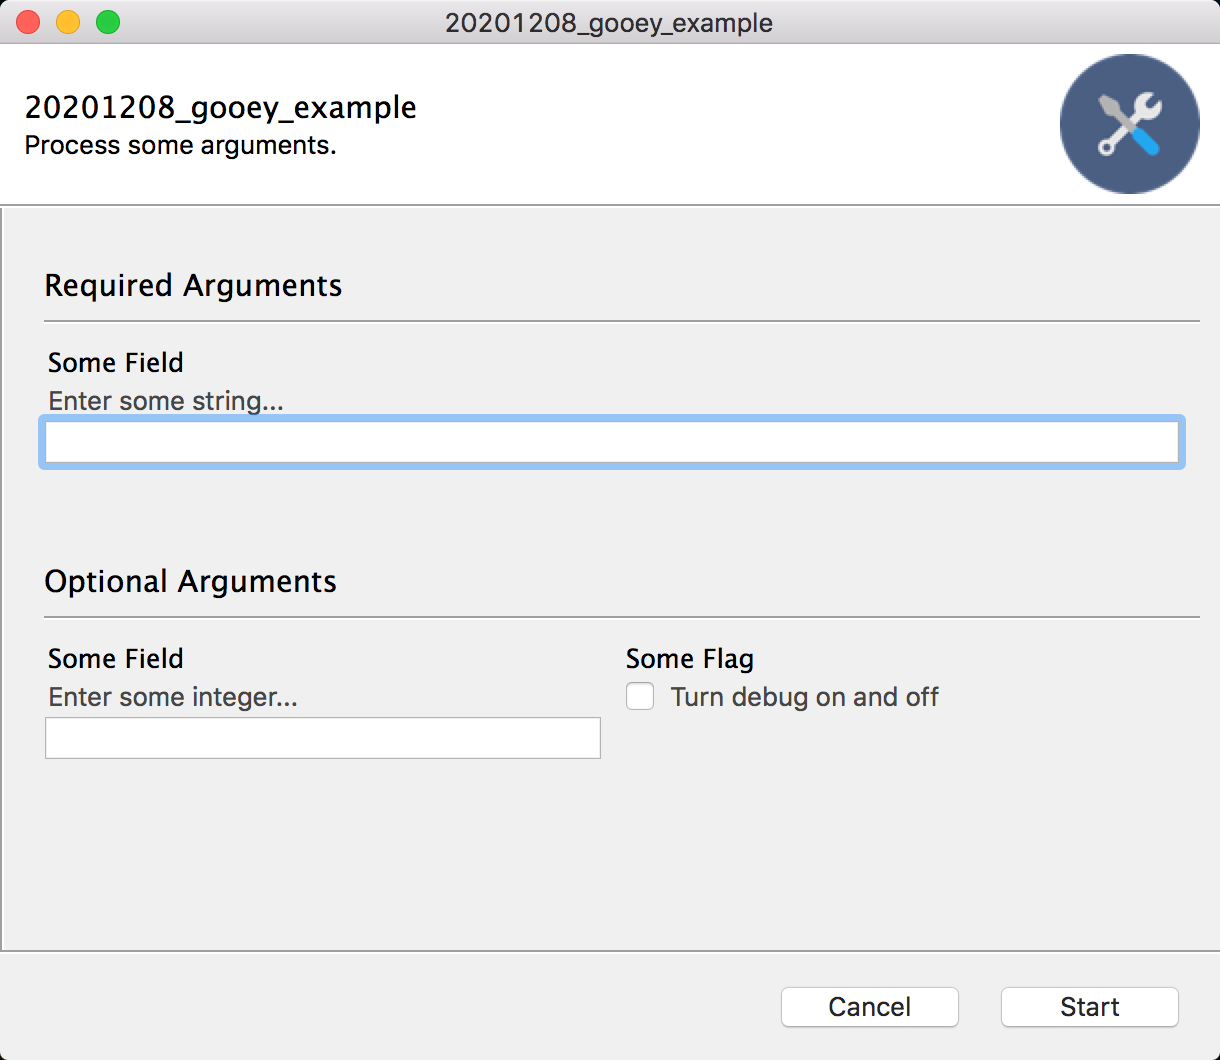 20201208_gooey_example
20201208_gooey_example
Process some arguments.
Required Arguments
Some Field
Enter some string...
Optional Arguments
Some Field
Some Flag
Enter some integer...
Turn debug on and off
Cancel
Start